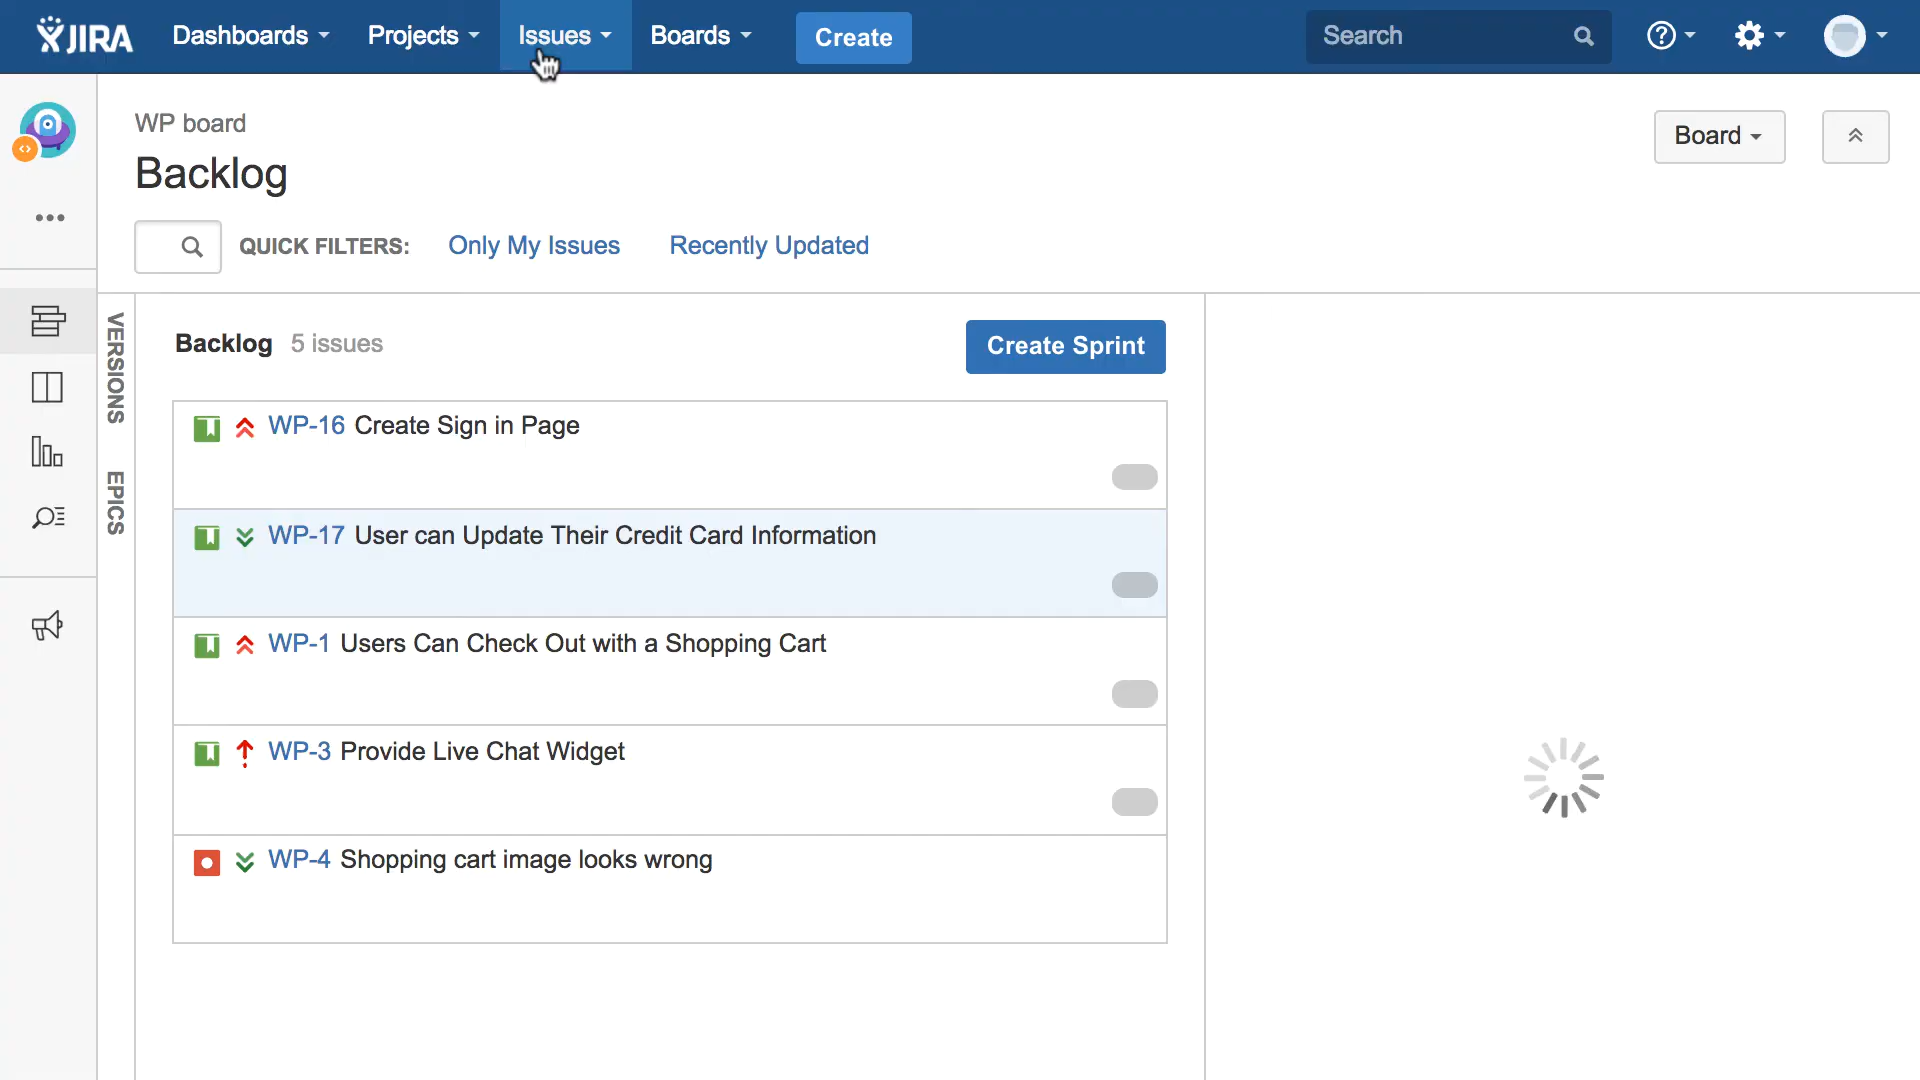 JIRA Dashboards Projects Issues Boards Create Search
WP board
Backlog
Board
QUICK FILTERS: Only My Issues Recently Updated
VERSIONS
EPICS
Backlog 5 issues Create Sprint
WP-16 Create Sign in Page
WP-17 User can Update Their Credit Card Information
WP-1 Users Can Check Out with a Shopping Cart
WP-3 Provide Live Chat Widget
WP-4 Shopping cart image looks wrong